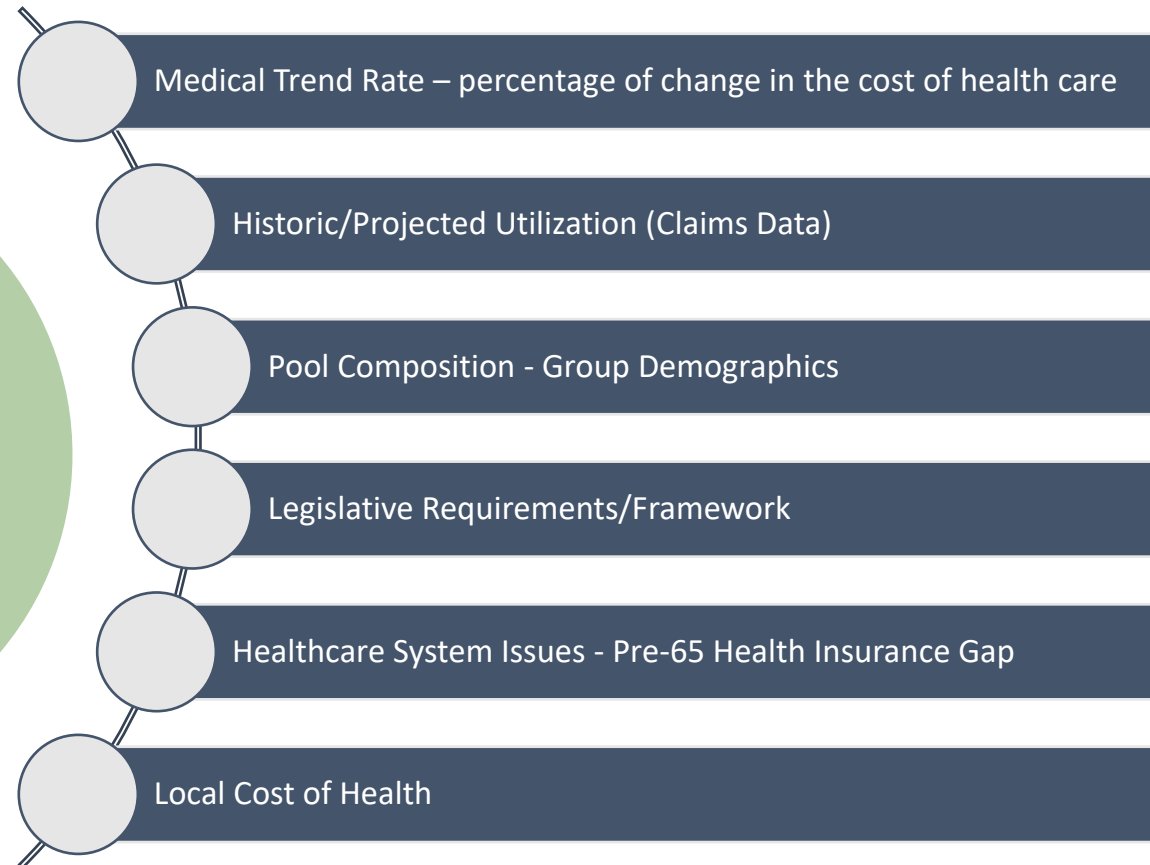 Medical Trend Rate – percentage of change in the cost of health care
Historic/Projected Utilization (Claims Data)
Pool Composition - Group Demographics
Legislative Requirements/Framework
Healthcare System Issues - Pre-65 Health Insurance Gap
Local Cost of Health